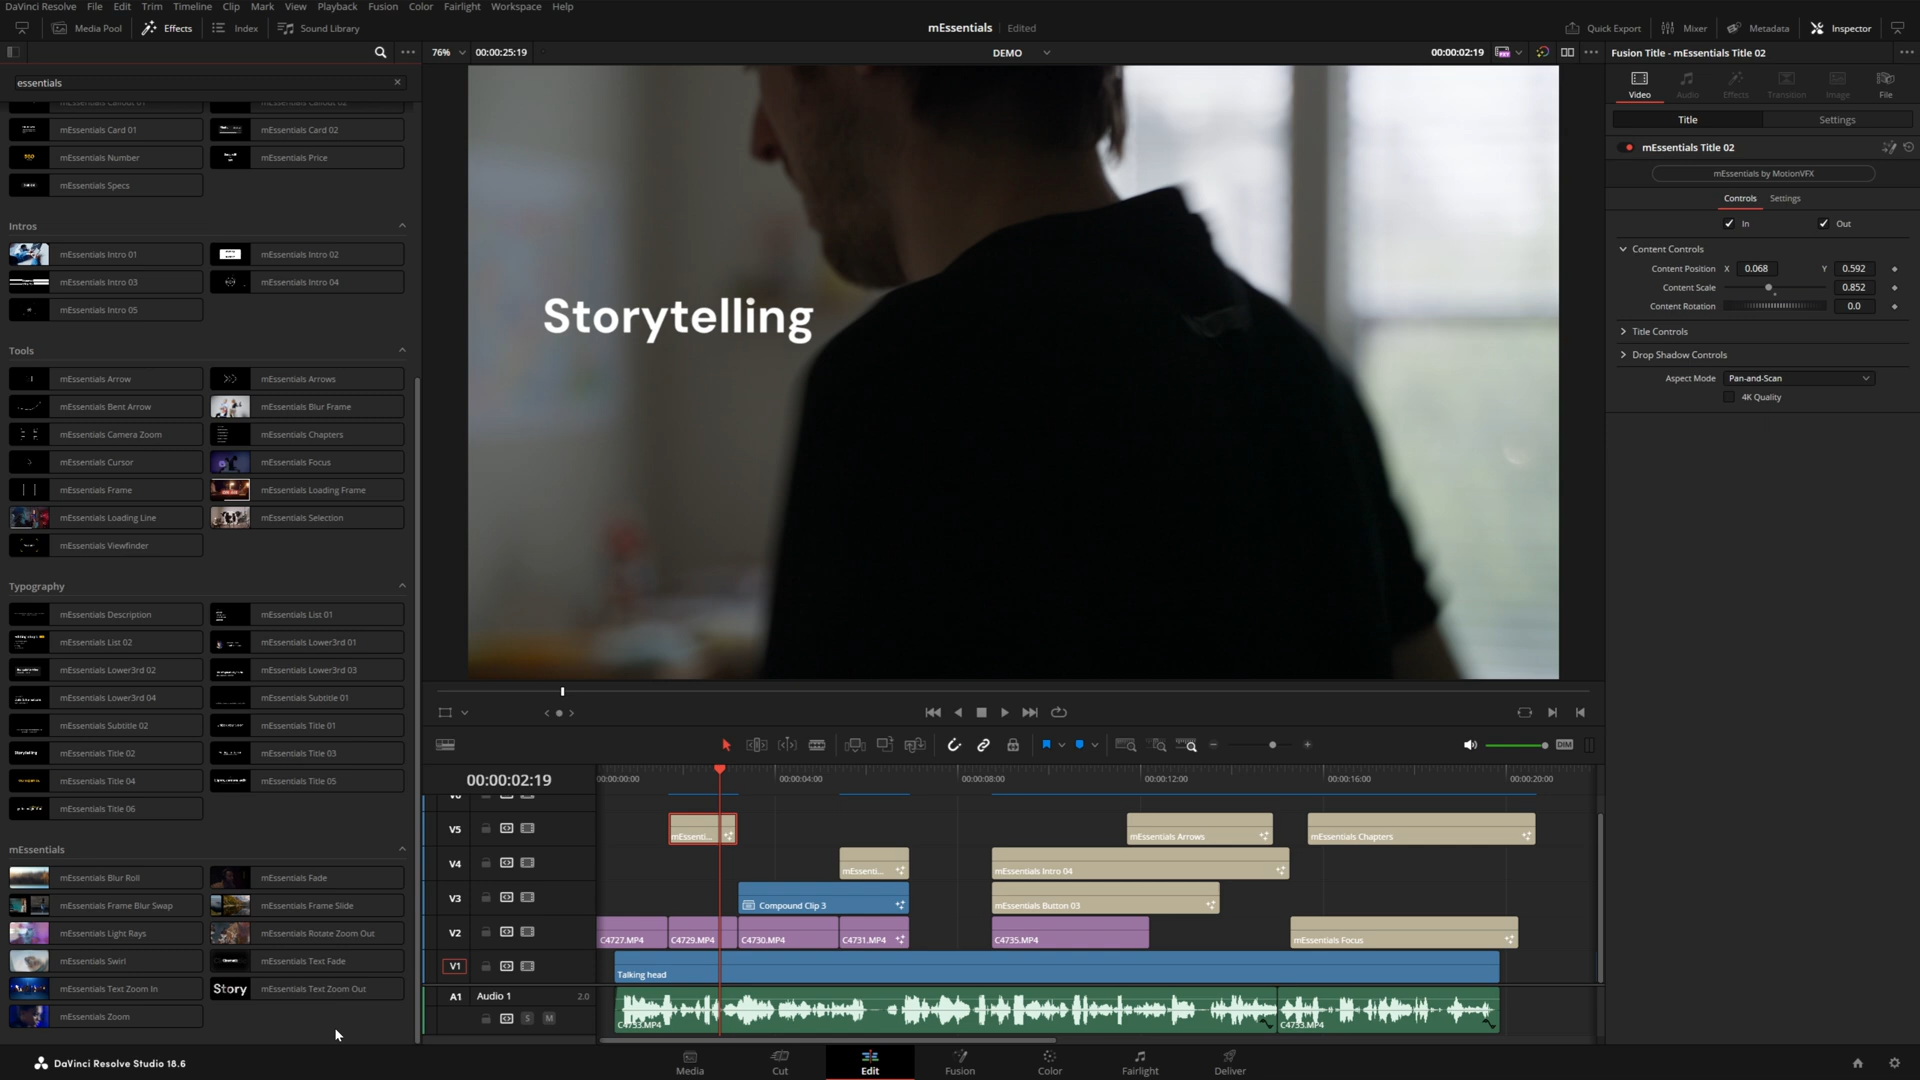 DaVinci Resolve File Edit Trim Timeline Clip Mark View Playback Fusion Color Fairlight Workspace Help
Media Pool Effects Index Sound Library mEssentials Edited Quick Export Mixer Metadata Inspector
76% 00:00:25:19 DEMO 00:00:02:19 Fusion Title - mEssentials Title 02
essentials
Video Audio Effects Transition Image File
mEssentials Callout 01 mEssentials Callout 02
mEssentials Card 01 mEssentials Card 02
mEssentials Number mEssentials Price
mEssentials Specs
Title Settings
mEssentials Title 02
mEssentials by MotionVFX
Controls Settings
In Out
Content Controls
Content Position X 0.068 Y 0.592
Content Scale 0.852
Content Rotation 0.0
Title Controls
Drop Shadow Controls
Aspect Mode Pan-and-Scan
4K Quality
Intros
mEssentials Intro 01 mEssentials Intro 02
mEssentials Intro 03 mEssentials Intro 04
mEssentials Intro 05
Storytelling
Tools
mEssentials Arrow mEssentials Arrows
mEssentials Bent Arrow mEssentials Blur Frame
mEssentials Camera Zoom mEssentials Chapters
mEssentials Cursor mEssentials Focus
mEssentials Frame mEssentials Loading Frame
mEssentials Loading Line mEssentials Selection
mEssentials Viewfinder
Typography
mEssentials Description mEssentials List 01
mEssentials List 02 mEssentials Lower3rd 01
mEssentials Lower3rd 02 mEssentials Lower3rd 03
mEssentials Lower3rd 04 mEssentials Subtitle 01
mEssentials Subtitle 02 mEssentials Title 01
mEssentials Title 02 mEssentials Title 03
mEssentials Title 04 mEssentials Title 05
mEssentials Title 06
mEssentials
mEssentials Blur Roll mEssentials Fade
mEssentials Frame Blur Swap mEssentials Frame Slide
mEssentials Light Rays mEssentials Rotate Zoom Out
mEssentials Swirl mEssentials Text Fade
mEssentials Text Zoom In Story mEssentials Text Zoom Out
mEssentials Zoom
DIM
00:00:02:19 00:00:00:00 00:00:04:00 00:00:08:00 00:00:12:00 00:00:16:00 00:00:20:00
V5 mEssenti... mEssentials Arrows mEssentials Chapters
V4 mEssenti... mEssentials Intro 04
V3 Compound Clip 3 mEssentials Button 03
V2 C4727.MP4 C4729.MP4 C4730.MP4 C4731.MP4 C4735.MP4 mEssentials Focus
V1 Talking head
A1 Audio 1 2.0
S M C4733.MP4 C4733.MP4
DaVinci Resolve Studio 18.6
Media Cut Edit Fusion Color Fairlight Deliver